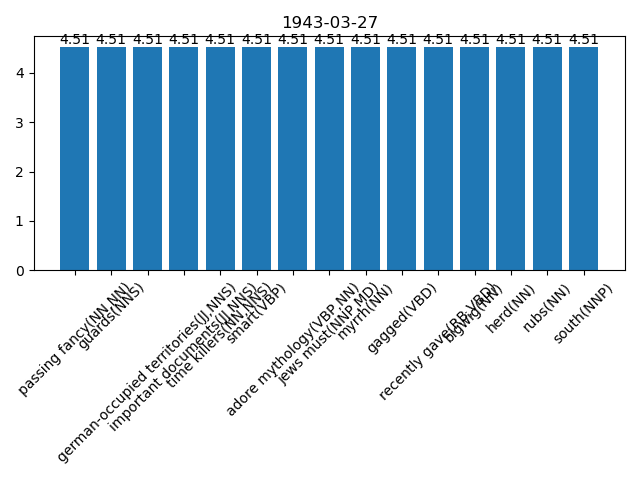 1943-03-27
4.51 4.51 4.51 4.51 4.51 4.51 4.51 4.51 4.51 4.51 4.51 4.51 4.51 4.51 4.51
4
3
2
1
0
passing fancy(NN NN)
guards(NNS)
german-occupied territories(JJ NNS)
important documents(JJ NNS)
time killers(NN NNS)
smart(VBP)
adore mythology(VBP NN)
jews must(NNP MD)
myrrh(NN)
gagged(VBD)
recently gave(RB VBD)
bigwig(NN)
herd(NN)
rubs(NN)
south(NNP)